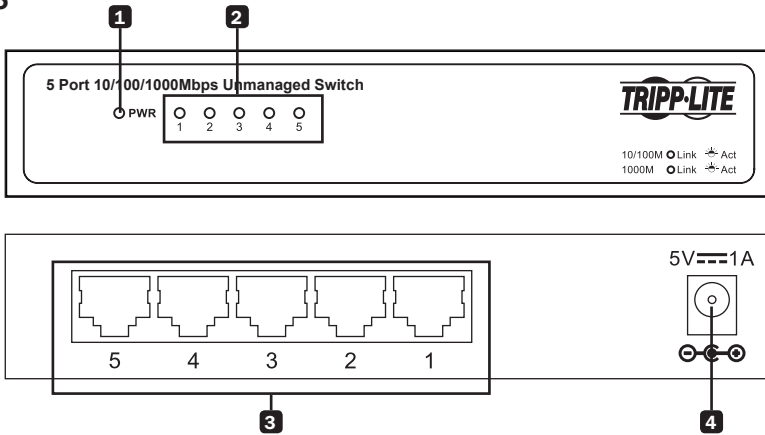 1 2
5 Port 10/100/1000Mbps Unmanaged Switch
TRIPP·LITE
PWR
1 2 3 4 5
10/100M Link Act
1000M Link Act
5V 1A
5 4 3 2 1
3 4